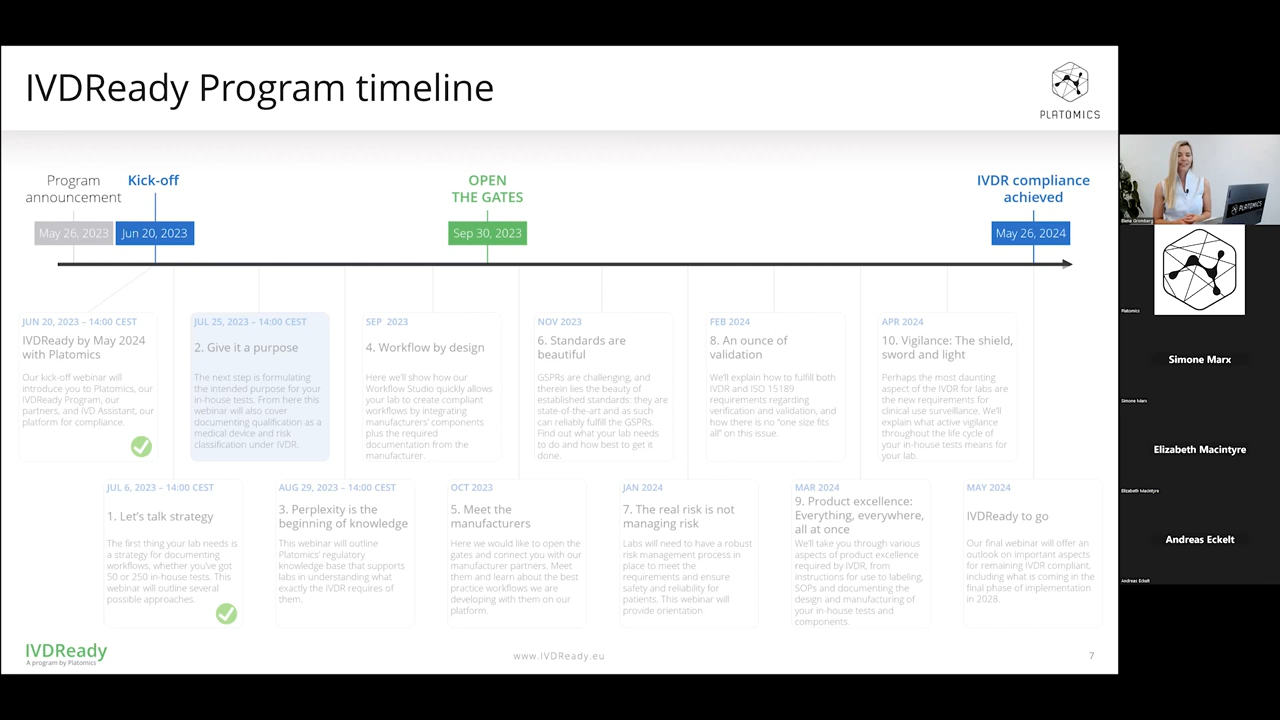 IVDReady Program timeline
PLATOMICS
Program
announcement
Kick-off
OPEN
THE GATES
IVDR compliance
achieved
May 26, 2023
Jun 20, 2023
Sep 30, 2023
May 26, 2024
JUN 20, 2023 – 14:00 CEST
IVDReady by May 2024
with Platomics
Our kick-off webinar will
introduce you to Platomics, our
IVDReady Program, our
partners, and IVD Assistant, our
platform for compliance.
JUL 25, 2023 – 14:00 CEST
2. Give it a purpose
The next step is formulating
the intended purpose for your
in-house tests. From here this
webinar will also cover
documenting qualification as a
medical device and risk
classification under IVDR.
SEP 2023
4. Workflow by design
Here we'll show how our
Workflow Studio quickly allows
your lab to create compliant
workflows by integrating
manufacturers' components
plus the required
documentation from the
manufacturer.
NOV 2023
6. Standards are
beautiful
GSPRs are challenging, and
therein lies the beauty of
established standards: they are
state-of-the-art and as such
can reliably fulfill the GSPRs.
Find out what your lab needs
to do and how best to get it
done.
FEB 2024
8. An ounce of
validation
We'll explain how to fulfill both
IVDR and ISO 15189
requirements regarding
verification and validation, and
how there is no "one size fits
all" on this issue.
APR 2024
10. Vigilance: The shield,
sword and light
Perhaps the most daunting
aspect of the IVDR for labs are
the new requirements for
clinical use surveillance. We'll
explain what active vigilance
throughout the life cycle of
your in-house tests means for
your lab.
JUL 6, 2023 – 14:00 CEST
1. Let's talk strategy
The first thing your lab needs is
a strategy for documenting
workflows, whether you've got
50 or 250 in-house tests. This
webinar will outline several
possible approaches.
AUG 29, 2023 – 14:00 CEST
3. Perplexity is the
beginning of knowledge
This webinar will outline
Platomics' regulatory
knowledge base that supports
labs in understanding what
exactly the IVDR requires of
them.
OCT 2023
5. Meet the
manufacturers
Here we would like to open the
gates and connect you with our
manufacturer partners. Meet
them and learn about the best
practice workflows we are
developing with them on our
platform.
JAN 2024
7. The real risk is not
managing risk
Labs will need to have a robust
risk management process in
place to meet the
requirements and ensure
safety and reliability for
patients. This webinar will
provide orientation.
MAR 2024
9. Product excellence:
Everything, everywhere,
all at once
We'll take you through various
aspects of product excellence
required by IVDR, from
instructions for use to labeling,
SOPs and documenting the
design and manufacturing of
your in-house tests and
components.
MAY 2024
IVDReady to go
Our final webinar will offer an
outlook on important aspects
for remaining IVDR compliant,
including what is coming in the
final phase of implementation
in 2028.
IVDReady
A program by Platomics
www.IVDReady.eu
7
PLATOMICS
Elena Gromberg
Platomics
Simone Marx
Simone Marx
Elizabeth Macintyre
Elizabeth Macintyre
Andreas Eckelt
Andreas Eckelt